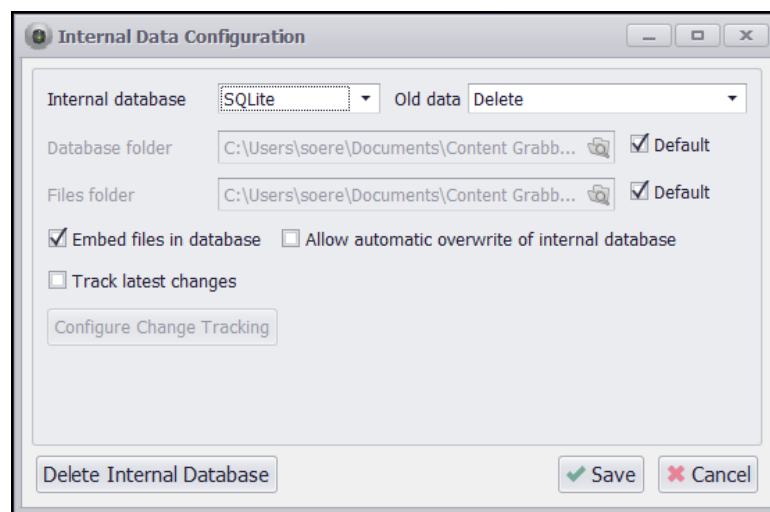 Internal Data Configuration
Internal database SQLite Old data Delete
Database folder C:\Users\soere\Documents\Content Grabb... Default
Files folder C:\Users\soere\Documents\Content Grabb... Default
Embed files in database Allow automatic overwrite of internal database
Track latest changes
Configure Change Tracking
Delete Internal Database Save Cancel